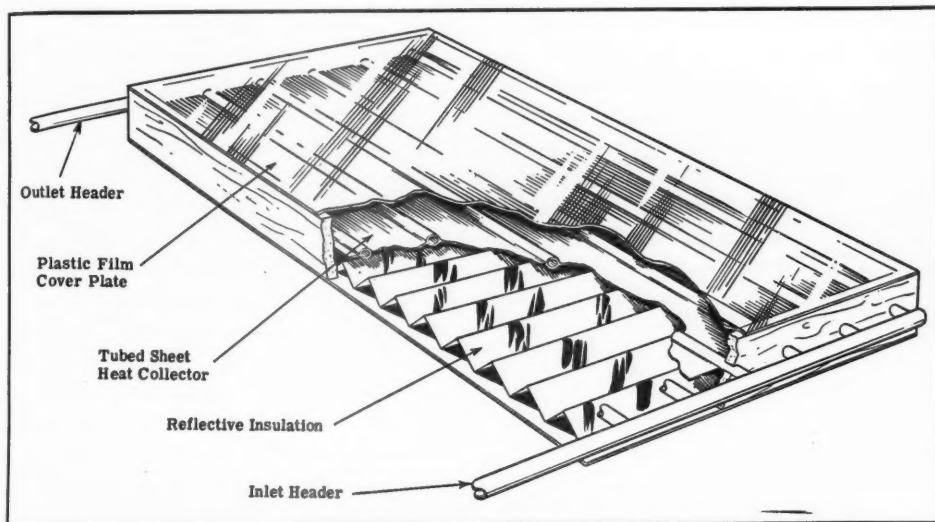 Outlet Header
Plastic Film
Cover Plate
Tubed Sheet
Heat Collector
Reflective Insulation
Inlet Header